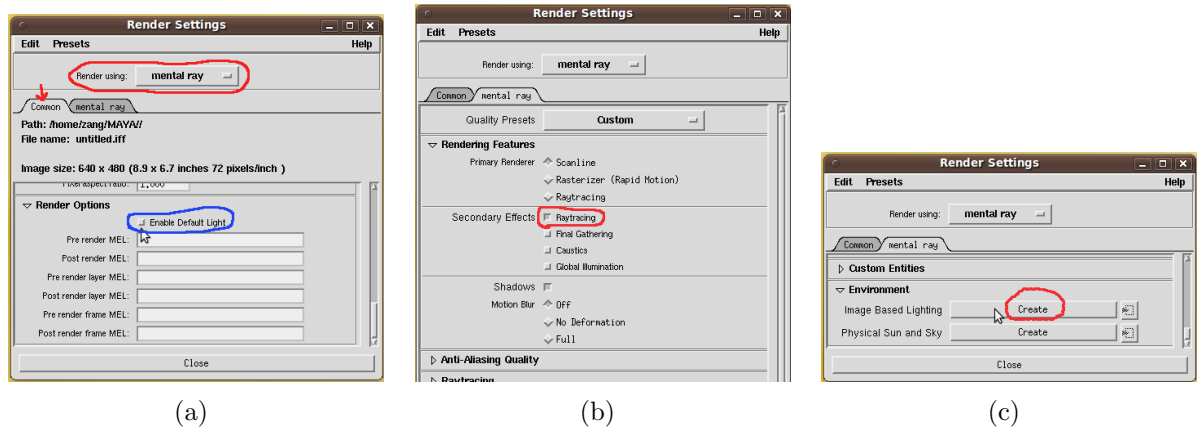 Render Settings
Edit Presets Help
Render using: mental ray
Common mental ray
Path: /home/zang/MAYA//
File name: untitled.iff
Image size: 640 x 480 (8.9 x 6.7 inches 72 pixels/inch )
Pixel aspect ratio: 1.000
Render Options
Enable Default Light
Pre render MEL:
Post render MEL:
Pre render layer MEL:
Post render layer MEL:
Pre render frame MEL:
Post render frame MEL:
Close
(a)
Render Settings
Edit Presets Help
Render using: mental ray
Common mental ray
Quality Presets Custom
Rendering Features
Primary Renderer Scanline
Rasterizer (Rapid Motion)
Raytracing
Secondary Effects Raytracing
Final Gathering
Caustics
Global Illumination
Shadows
Motion Blur Off
No Deformation
Full
Anti-Aliasing Quality
Raytracing
(b)
Render Settings
Edit Presets Help
Render using: mental ray
Common mental ray
Custom Entities
Environment
Image Based Lighting Create
Physical Sun and Sky Create
Close
(c)